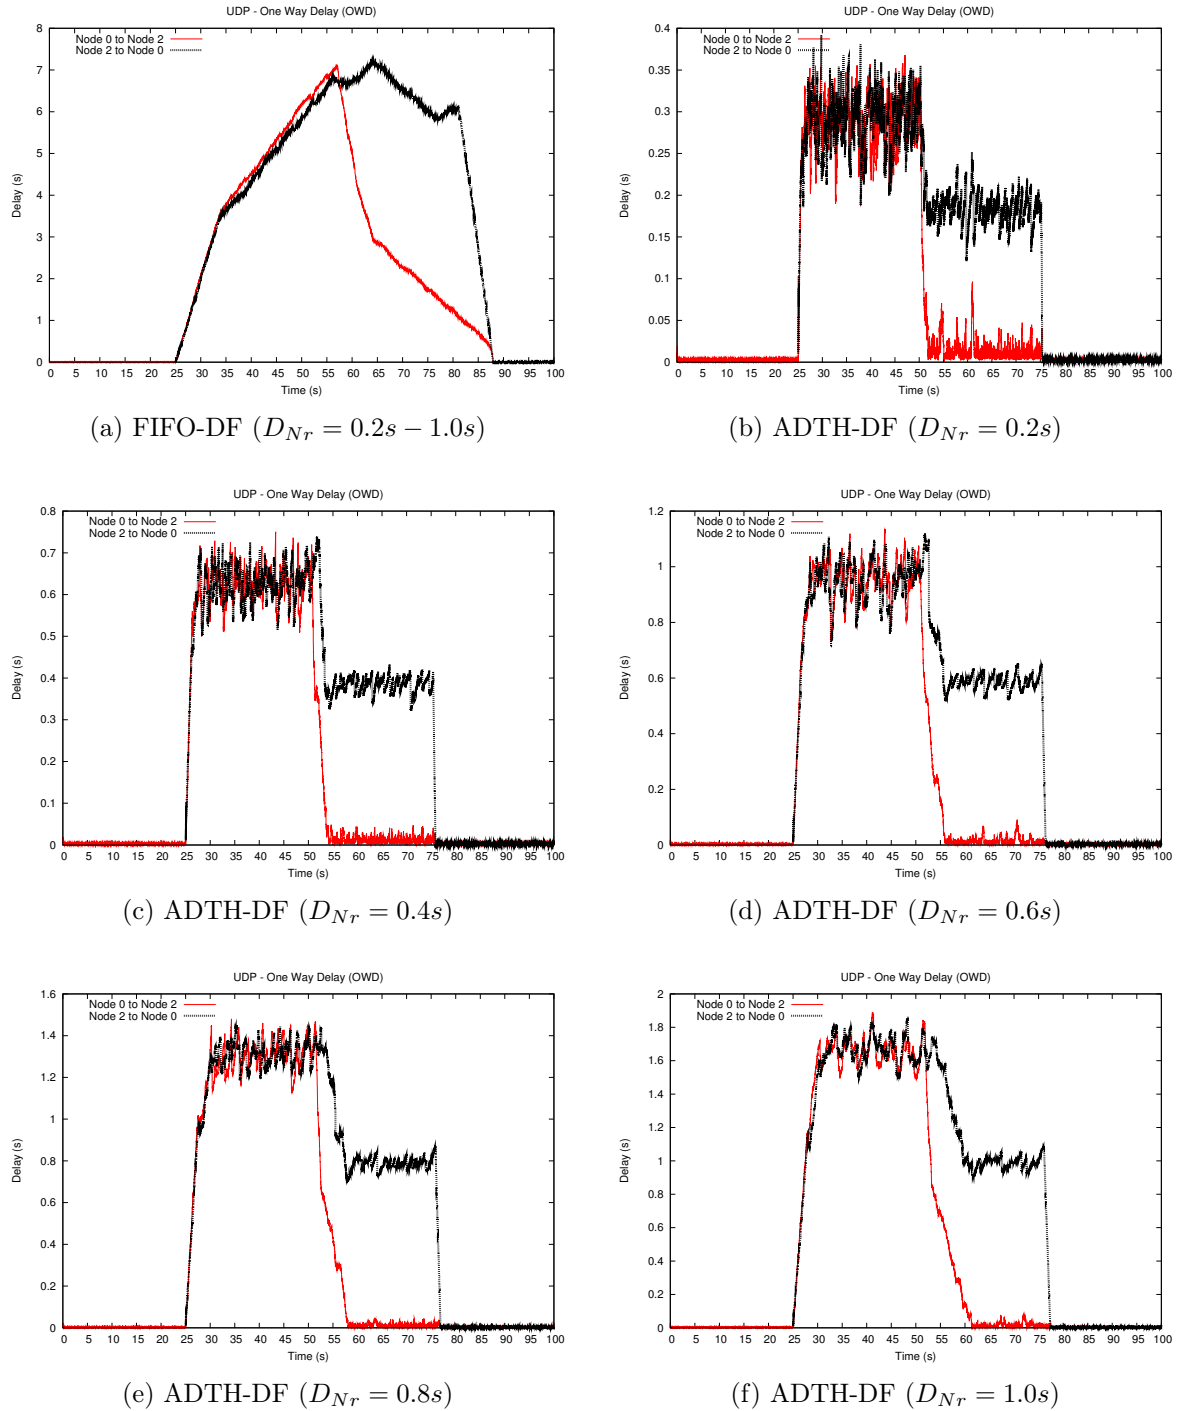 UDP - One Way Delay (OWD)
Node 0 to Node 2
Node 2 to Node 0
8
7
6
5
4
3
2
1
0
Delay (s)
0 5 10 15 20 25 30 35 40 45 50 55 60 65 70 75 80 85 90 95 100
Time (s)
(a) FIFO-DF (D_{Nr} = 0.2s − 1.0s)
UDP - One Way Delay (OWD)
Node 0 to Node 2
Node 2 to Node 0
0.4
0.35
0.3
0.25
0.2
0.15
0.1
0.05
0
Delay (s)
0 5 10 15 20 25 30 35 40 45 50 55 60 65 70 75 80 85 90 95 100
Time (s)
(b) ADTH-DF (D_{Nr} = 0.2s)
UDP - One Way Delay (OWD)
Node 0 to Node 2
Node 2 to Node 0
0.8
0.7
0.6
0.5
0.4
0.3
0.2
0.1
0
Delay (s)
0 5 10 15 20 25 30 35 40 45 50 55 60 65 70 75 80 85 90 95 100
Time (s)
(c) ADTH-DF (D_{Nr} = 0.4s)
UDP - One Way Delay (OWD)
Node 0 to Node 2
Node 2 to Node 0
1.2
1
0.8
0.6
0.4
0.2
0
Delay (s)
0 5 10 15 20 25 30 35 40 45 50 55 60 65 70 75 80 85 90 95 100
Time (s)
(d) ADTH-DF (D_{Nr} = 0.6s)
UDP - One Way Delay (OWD)
Node 0 to Node 2
Node 2 to Node 0
1.6
1.4
1.2
1
0.8
0.6
0.4
0.2
0
Delay (s)
0 5 10 15 20 25 30 35 40 45 50 55 60 65 70 75 80 85 90 95 100
Time (s)
(e) ADTH-DF (D_{Nr} = 0.8s)
UDP - One Way Delay (OWD)
Node 0 to Node 2
Node 2 to Node 0
2
1.8
1.6
1.4
1.2
1
0.8
0.6
0.4
0.2
0
Delay (s)
0 5 10 15 20 25 30 35 40 45 50 55 60 65 70 75 80 85 90 95 100
Time (s)
(f) ADTH-DF (D_{Nr} = 1.0s)